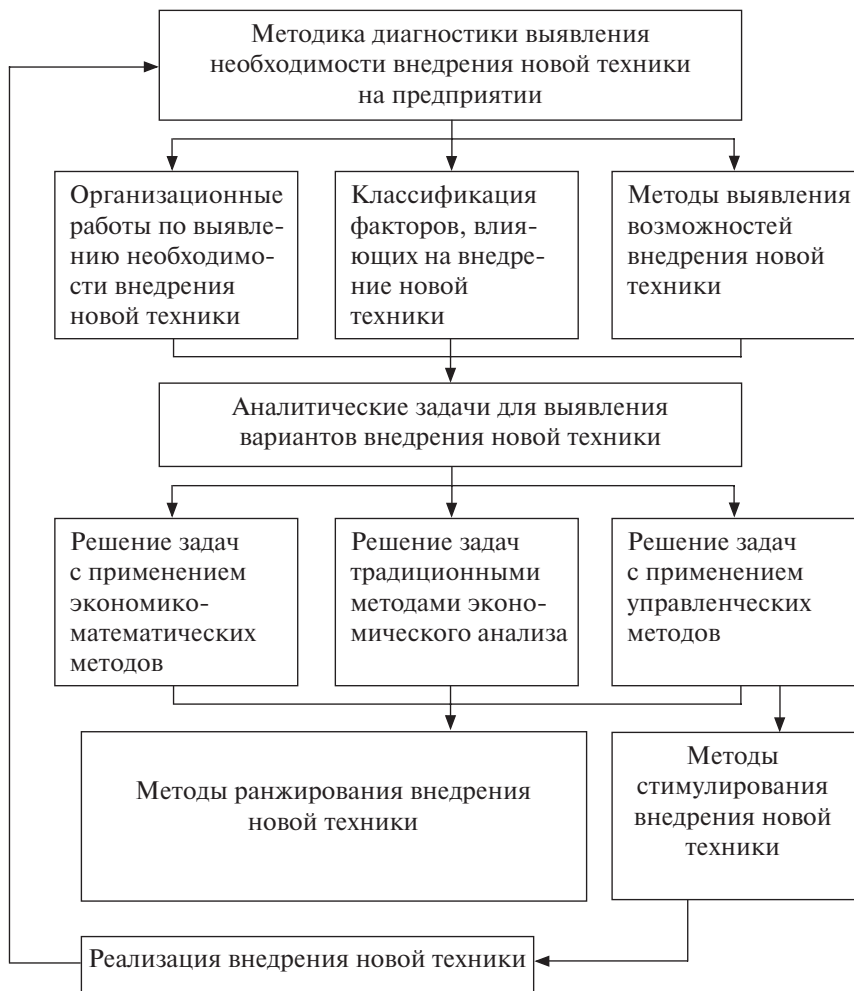 Методика диагностики выявления
необходимости внедрения новой техники
на предприятии
Организационные
работы по выявле-
нию необходимо-
сти внедрения
новой техники
Классификация
факторов, влия-
ющих на внедре-
ние новой
техники
Методы выявления
возможностей
внедрения новой
техники
Аналитические задачи для выявления
вариантов внедрения новой техники
Решение задач
с применением
экономико-
математических
методов
Решение задач
традиционными
методами эконо-
мического анализа
Решение задач
с применением
управленческих
методов
Методы ранжирования внедрения
новой техники
Методы
стимулирования
внедрения новой
техники
Реализация внедрения новой техники